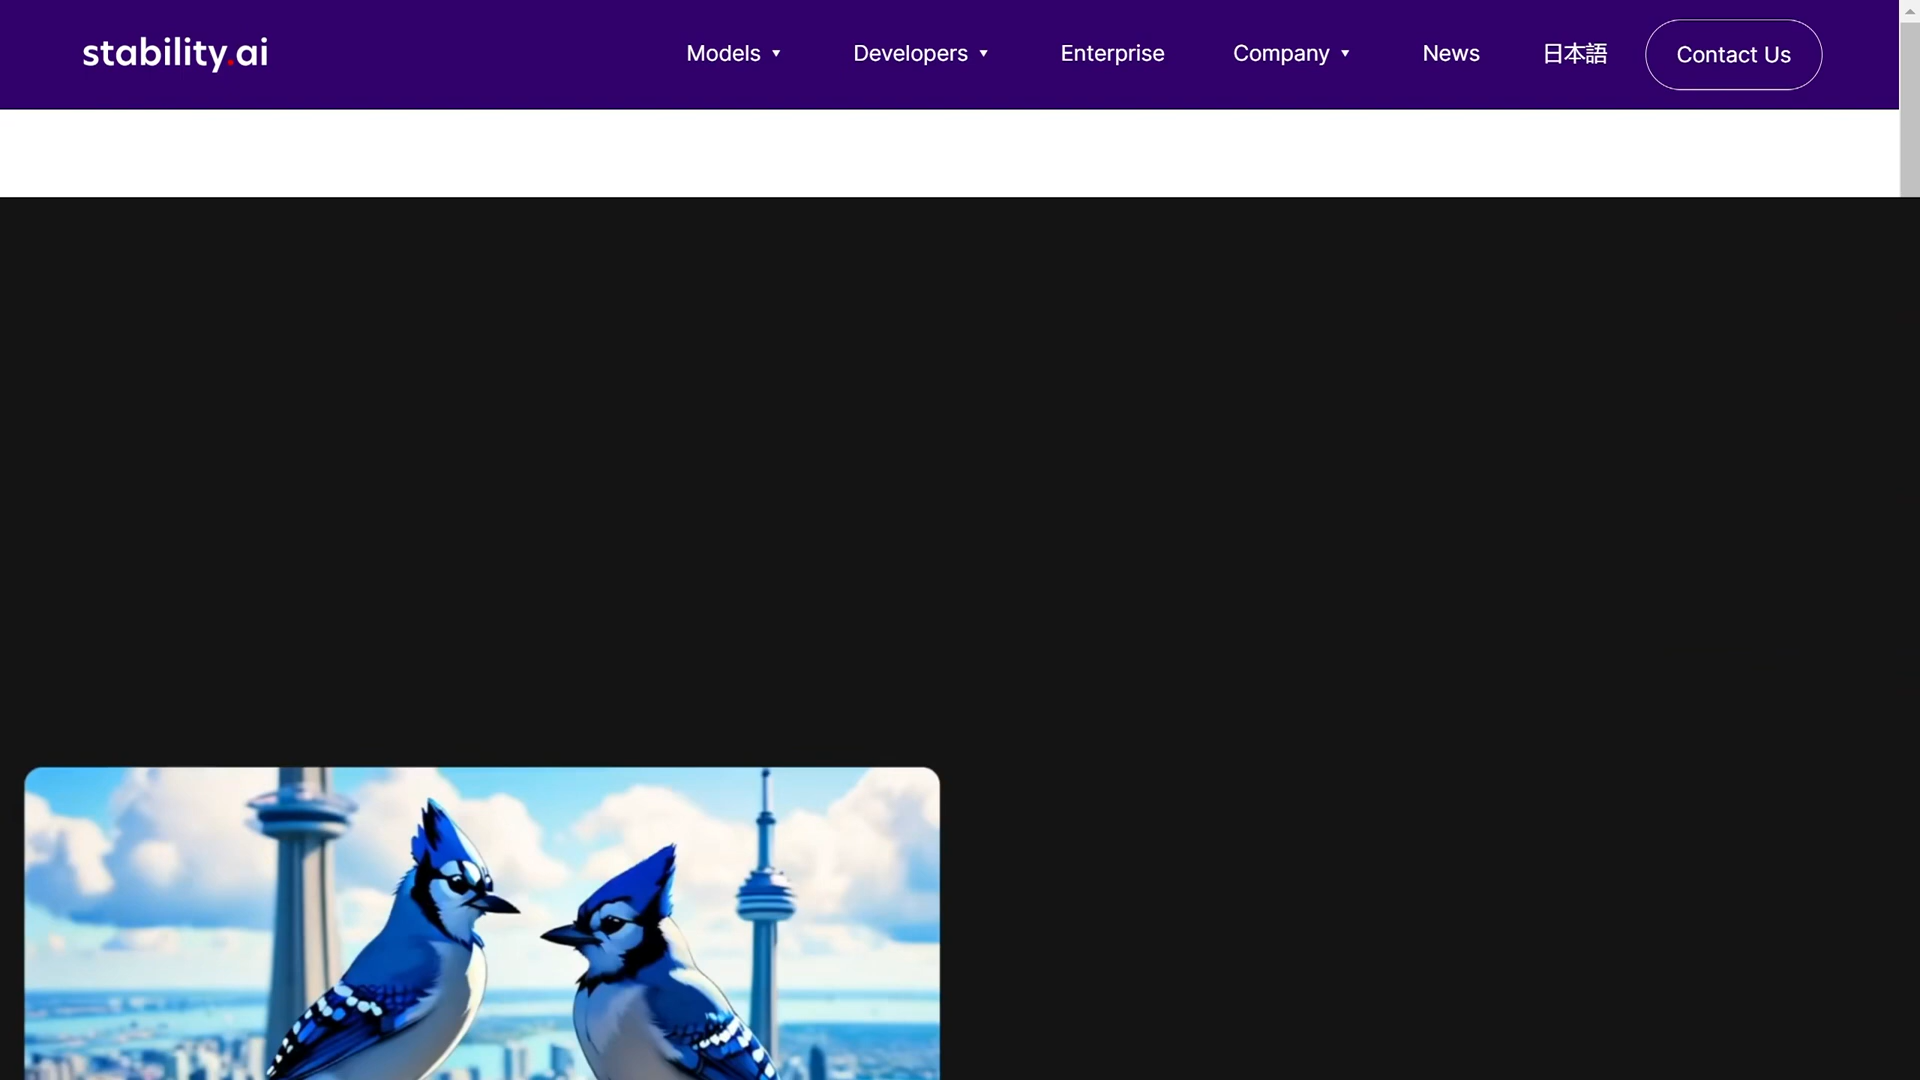 stability.ai
Models
Developers
Enterprise
Company
News
日本語
Contact Us